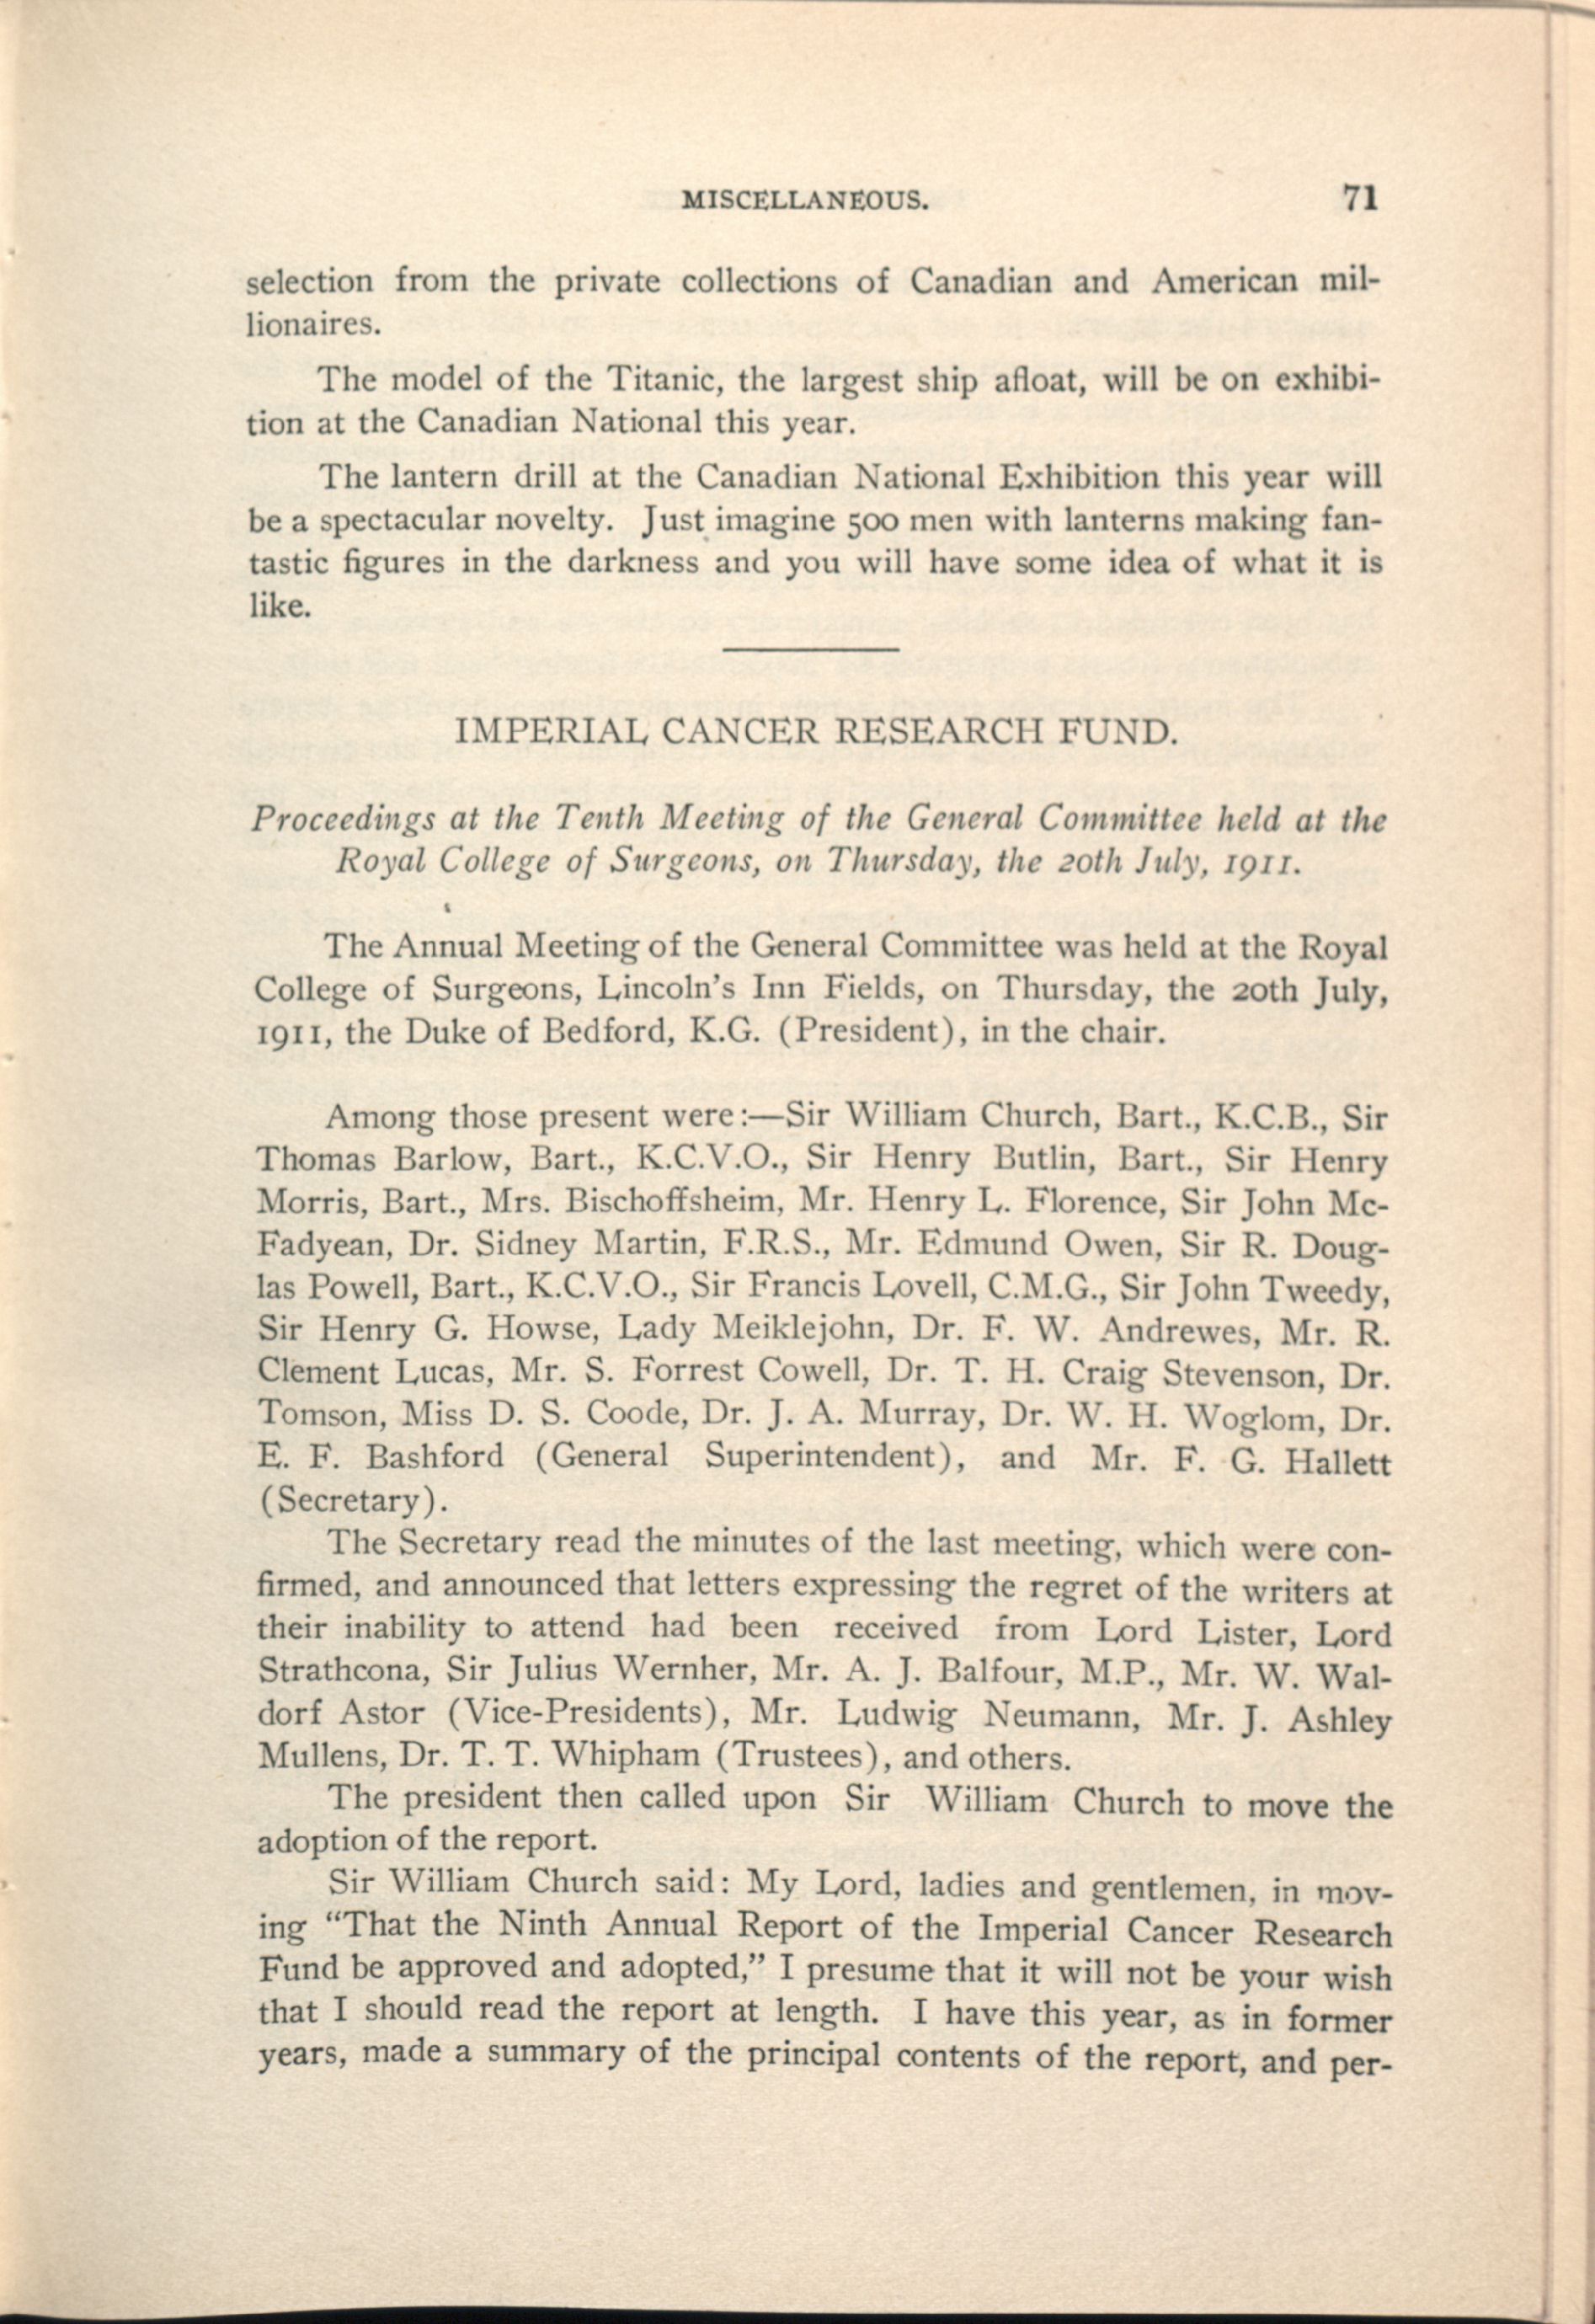 MISCELLANEOUS. 71
selection from the private collections of Canadian and American mil-
lionaires.
The model of the Titanic, the largest ship afloat, will be on exhibi-
tion at the Canadian National this year.
The lantern drill at the Canadian National Exhibition this year will
be a spectacular novelty. Just imagine 500 men with lanterns making fan-
tastic figures in the darkness and you will have some idea of what it is
like.
IMPERIAL CANCER RESEARCH FUND.
Proceedings at the Tenth Meeting of the General Committee held at the
Royal College of Surgeons, on Thursday, the 20th July, 1911.
The Annual Meeting of the General Committee was held at the Royal
College of Surgeons, Lincoln's Inn Fields, on Thursday, the 20th July,
1911, the Duke of Bedford, K.G. (President), in the chair.
Among those present were:—Sir William Church, Bart., K.C.B., Sir
Thomas Barlow, Bart., K.C.V.O., Sir Henry Butlin, Bart., Sir Henry
Morris, Bart., Mrs. Bischoffsheim, Mr. Henry L. Florence, Sir John Mc-
Fadyean, Dr. Sidney Martin, F.R.S., Mr. Edmund Owen, Sir R. Doug-
las Powell, Bart., K.C.V.O., Sir Francis Lovell, C.M.G., Sir John Tweedy,
Sir Henry G. Howse, Lady Meiklejohn, Dr. F. W. Andrewes, Mr. R.
Clement Lucas, Mr. S. Forrest Cowell, Dr. T. H. Craig Stevenson, Dr.
Tomson, Miss D. S. Coode, Dr. J. A. Murray, Dr. W. H. Woglom, Dr.
E. F. Bashford (General Superintendent), and Mr. F. G. Hallett
(Secretary).
The Secretary read the minutes of the last meeting, which were con-
firmed, and announced that letters expressing the regret of the writers at
their inability to attend had been received from Lord Lister, Lord
Strathcona, Sir Julius Wernher, Mr. A. J. Balfour, M.P., Mr. W. Wal-
dorf Astor (Vice-Presidents), Mr. Ludwig Neumann, Mr. J. Ashley
Mullens, Dr. T. T. Whipham (Trustees), and others.
The president then called upon Sir William Church to move the
adoption of the report.
Sir William Church said: My Lord, ladies and gentlemen, in mov-
ing "That the Ninth Annual Report of the Imperial Cancer Research
Fund be approved and adopted," I presume that it will not be your wish
that I should read the report at length. I have this year, as in former
years, made a summary of the principal contents of the report, and per-